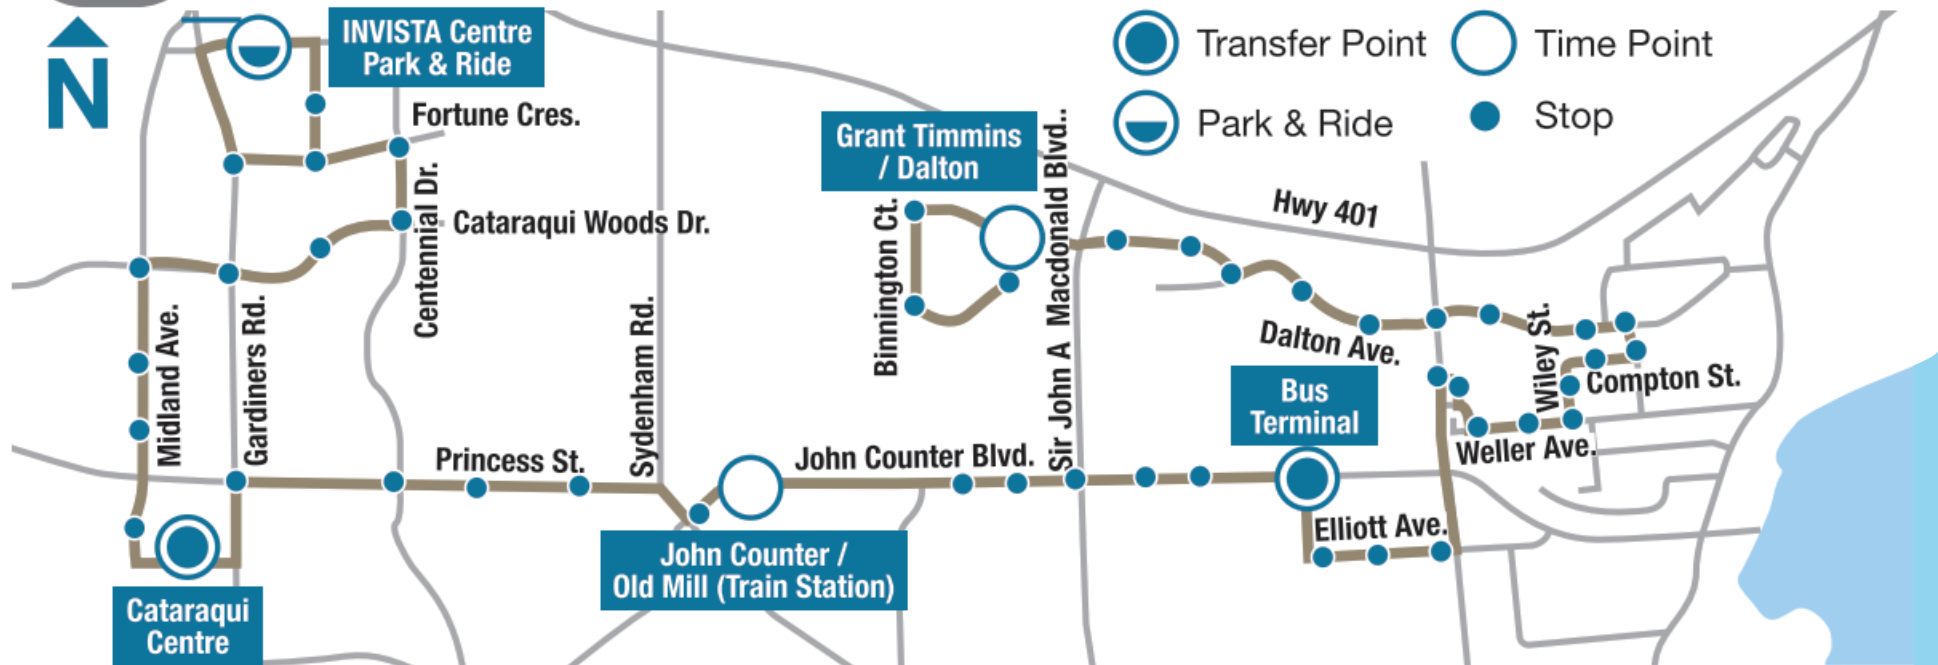 N
INVISTA Centre
Park & Ride
Transfer Point
Time Point
Park & Ride
Stop
Fortune Cres.
Grant Timmins
/ Dalton
Centennial Dr.
Cataraqui Woods Dr.
Binnington Ct.
Sir John A Macdonald Blvd..
Hwy 401
Midland Ave.
Gardiners Rd.
Sydenham Rd.
Dalton Ave.
Wiley St.
Compton St.
Bus
Terminal
Princess St.
John Counter Blvd.
Weller Ave.
Elliott Ave.
John Counter /
Old Mill (Train Station)
Cataraqui
Centre